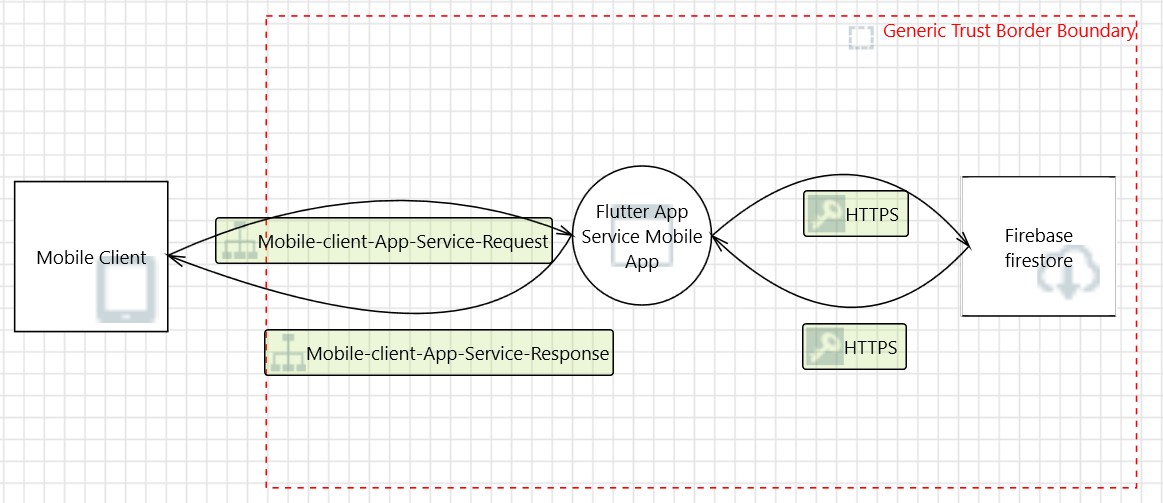 Generic Trust Border Boundary
Mobile Client
Mobile-client-App-Service-Request
Mobile-client-App-Service-Response
Flutter App
Service Mobile
App
HTTPS
HTTPS
Firebase
firestore